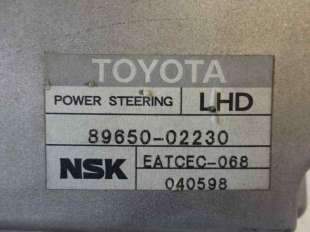 TOYOTA
POWER STEERING LHD
89650-02230
NSK EATCEC-068
040598